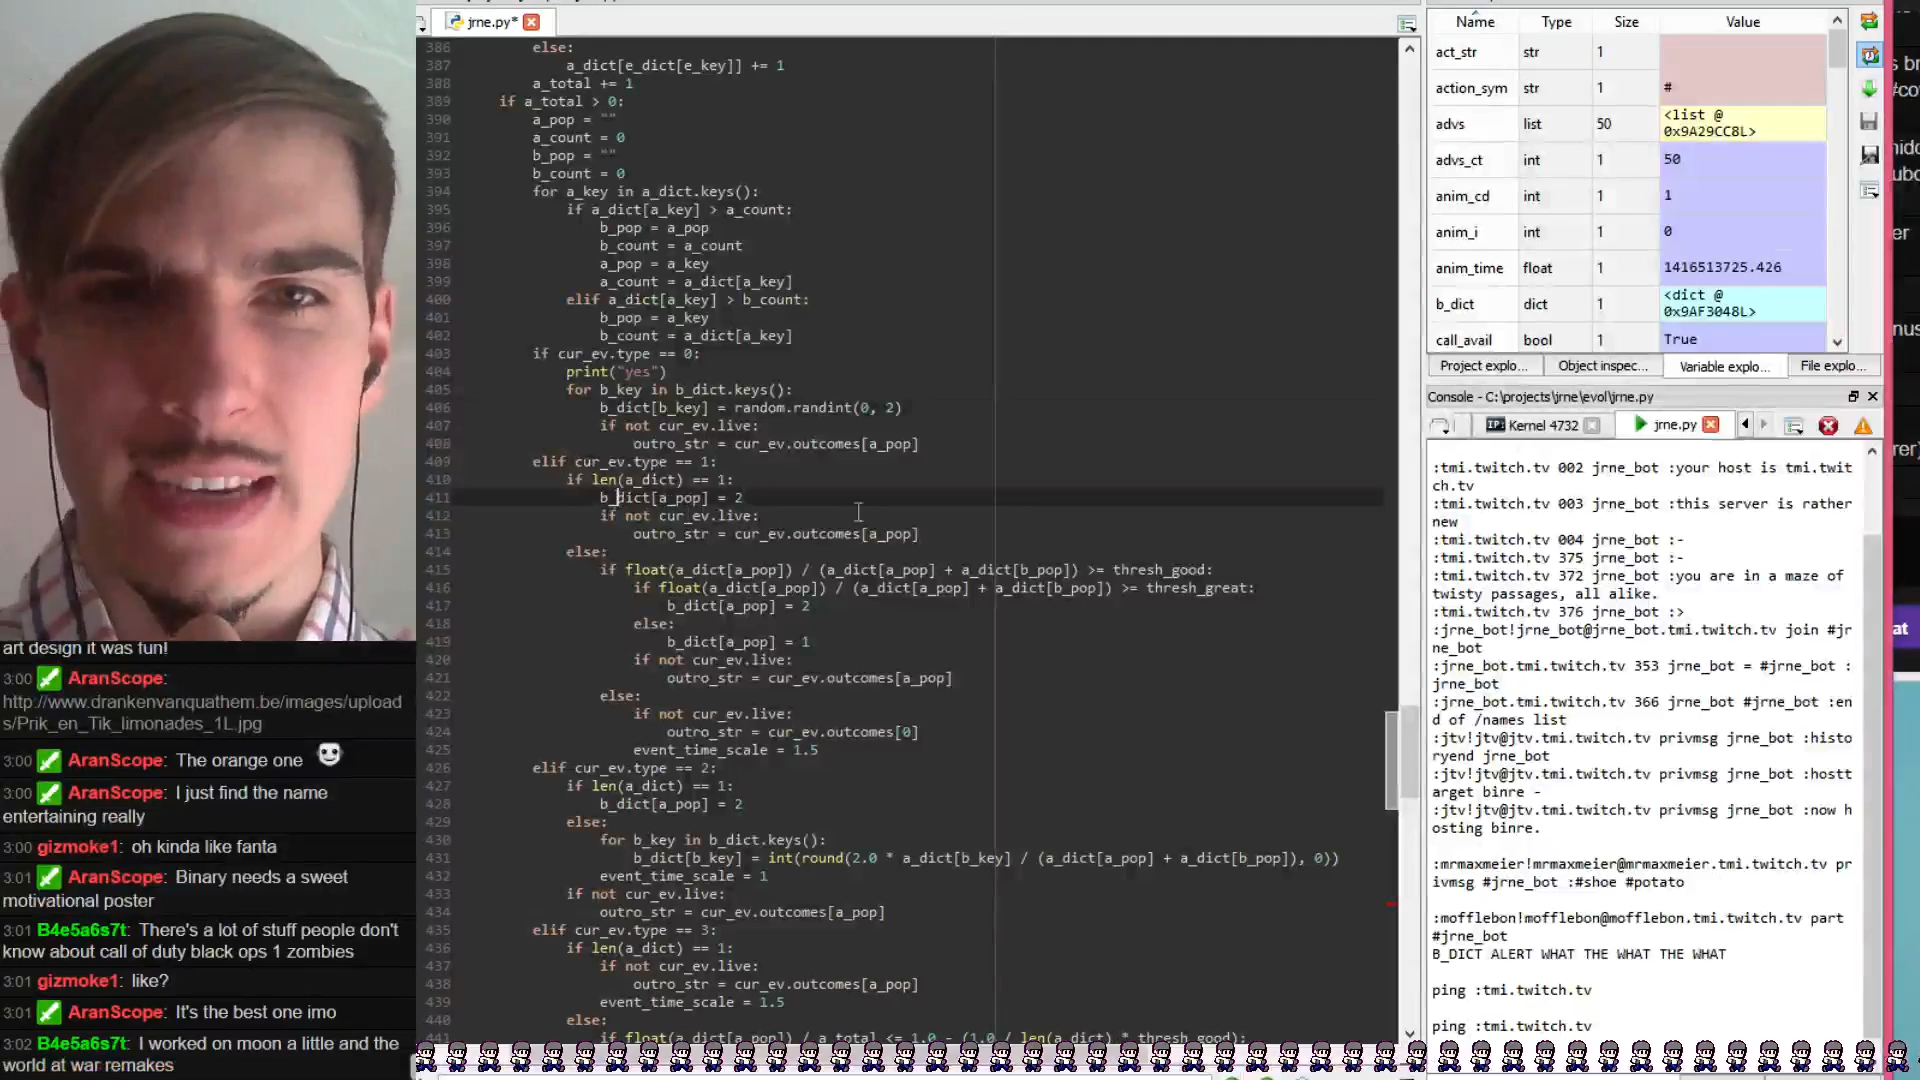 jrne.py*
386 else:
387 a_dict[e_dict[e_key]] += 1
388 a_total += 1
389 if a_total > 0:
390 a_pop = ""
391 a_count = 0
392 b_pop = ""
393 b_count = 0
394 for a_key in a_dict.keys():
395 if a_dict[a_key] > a_count:
396 b_pop = a_pop
397 b_count = a_count
398 a_pop = a_key
399 a_count = a_dict[a_key]
400 elif a_dict[a_key] > b_count:
401 b_pop = a_key
402 b_count = a_dict[a_key]
403 if cur_ev.type == 0:
404 print("yes")
405 for b_key in b_dict.keys():
406 b_dict[b_key] = random.randint(0, 2)
407 if not cur_ev.live:
408 outro_str = cur_ev.outcomes[a_pop]
409 elif cur_ev.type == 1:
410 if len(a_dict) == 1:
411 b_dict[a_pop] = 2
412 if not cur_ev.live:
413 outro_str = cur_ev.outcomes[a_pop]
414 else:
415 if float(a_dict[a_pop]) / (a_dict[a_pop] + a_dict[b_pop]) >= thresh_good:
416 if float(a_dict[a_pop]) / (a_dict[a_pop] + a_dict[b_pop]) >= thresh_great:
417 b_dict[a_pop] = 2
418 else:
419 b_dict[a_pop] = 1
420 if not cur_ev.live:
421 outro_str = cur_ev.outcomes[a_pop]
422 else:
423 if not cur_ev.live:
424 outro_str = cur_ev.outcomes[0]
425 event_time_scale = 1.5
426 elif cur_ev.type == 2:
427 if len(a_dict) == 1:
428 b_dict[a_pop] = 2
429 else:
430 for b_key in b_dict.keys():
431 b_dict[b_key] = int(round(2.0 * a_dict[b_key] / (a_dict[a_pop] + a_dict[b_pop]), 0))
432 event_time_scale = 1
433 if not cur_ev.live:
434 outro_str = cur_ev.outcomes[a_pop]
435 elif cur_ev.type == 3:
436 if len(a_dict) == 1:
437 if not cur_ev.live:
438 outro_str = cur_ev.outcomes[a_pop]
439 event_time_scale = 1.5
440 else:
441 if float(a_dict[a_pop]) / a_total <= 1.0 - (1.0 / len(a_dict) * thresh_good):
Name Type Size Value
act_str str 1
action_sym str 1 #
advs list 50 <list @
0x9A29CC8L>
advs_ct int 1 50
anim_cd int 1 1
anim_i int 1 0
anim_time float 1 1416513725.426
b_dict dict 1 <dict @
0x9AF3048L>
call_avail bool 1 True
Project explo... Object inspec... Variable explo... File explo...
Console - C:\projects\jrne\evol\jrne.py
Kernel 4732 jrne.py
:tmi.twitch.tv 002 jrne_bot :your host is tmi.twit
ch.tv
:tmi.twitch.tv 003 jrne_bot :this server is rather
new
:tmi.twitch.tv 004 jrne_bot :-
:tmi.twitch.tv 375 jrne_bot :-
:tmi.twitch.tv 372 jrne_bot :you are in a maze of
twisty passages, all alike.
:tmi.twitch.tv 376 jrne_bot :>
:jrne_bot!jrne_bot@jrne_bot.tmi.twitch.tv join #jr
ne_bot
:jrne_bot.tmi.twitch.tv 353 jrne_bot = #jrne_bot :
jrne_bot
:jrne_bot.tmi.twitch.tv 366 jrne_bot #jrne_bot :en
d of /names list
:jtv!jtv@jtv.tmi.twitch.tv privmsg jrne_bot :histo
ryend jrne_bot
:jtv!jtv@jtv.tmi.twitch.tv privmsg jrne_bot :hostt
arget binre -
:jtv!jtv@jtv.tmi.twitch.tv privmsg jrne_bot :now h
osting binre.
:mrmaxmeier!mrmaxmeier@mrmaxmeier.tmi.twitch.tv pr
ivmsg #jrne_bot :#shoe #potato
:mofflebon!mofflebon@mofflebon.tmi.twitch.tv part
#jrne_bot
B_DICT ALERT WHAT THE WHAT THE WHAT
ping :tmi.twitch.tv
ping :tmi.twitch.tv
art design it was fun!
3:00 AranScope:
http://www.drankenvanquathem.be/images/upload
s/Prik_en_Tik_limonades_1L.jpg
3:00 AranScope: The orange one
3:00 AranScope: I just find the name
entertaining really
3:00 gizmoke1: oh kinda like fanta
3:01 AranScope: Binary needs a sweet
motivational poster
3:01 B4e5a6s7t: There's a lot of stuff people don't
know about call of duty black ops 1 zombies
3:01 gizmoke1: like?
3:01 AranScope: It's the best one imo
3:02 B4e5a6s7t: I worked on moon a little and the
world at war remakes